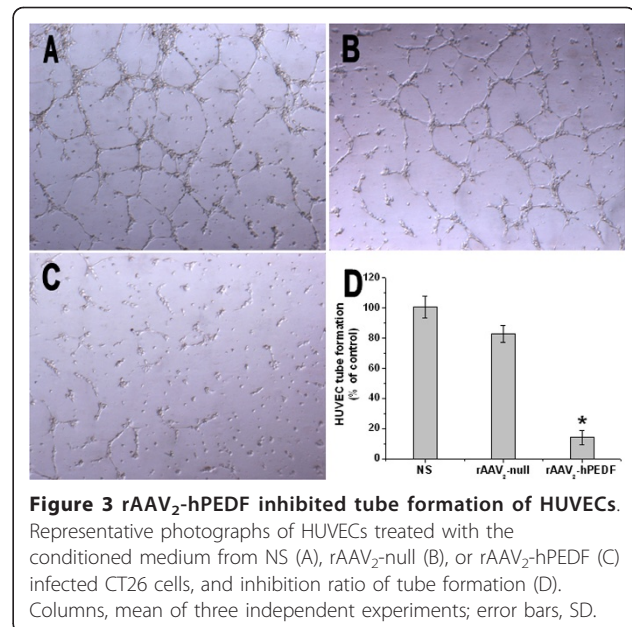 A
B
C
D
120
100
80
60
40
20
0
HUVEC tube formation
(% of control)
*
NS
rAAV₂-null
rAAV₂-hPEDF
Figure 3 rAAV₂-hPEDF inhibited tube formation of HUVECs.
Representative photographs of HUVECs treated with the
conditioned medium from NS (A), rAAV₂-null (B), or rAAV₂-hPEDF (C)
infected CT26 cells, and inhibition ratio of tube formation (D).
Columns, mean of three independent experiments; error bars, SD.